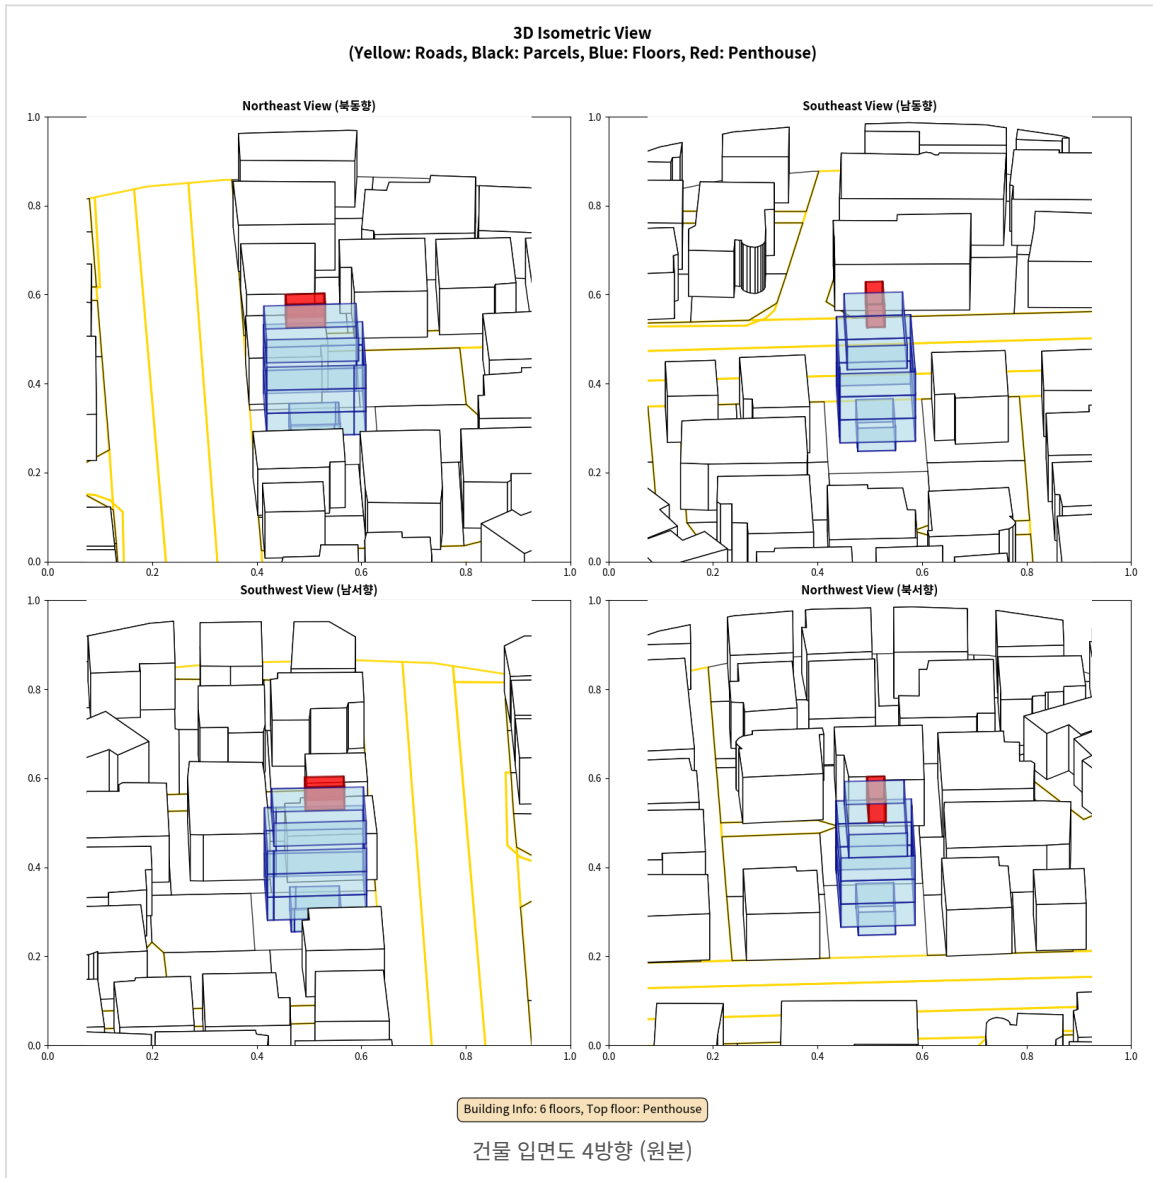 3D Isometric View
(Yellow: Roads, Black: Parcels, Blue: Floors, Red: Penthouse)
Northeast View (북동향)
1.0
0.8
0.6
0.4
0.2
0.0
0.0 0.2 0.4 0.6 0.8 1.0
Southeast View (남동향)
1.0
0.8
0.6
0.4
0.2
0.0
0.0 0.2 0.4 0.6 0.8 1.0
Southwest View (남서향)
1.0
0.8
0.6
0.4
0.2
0.0
0.0 0.2 0.4 0.6 0.8 1.0
Northwest View (북서향)
1.0
0.8
0.6
0.4
0.2
0.0
0.0 0.2 0.4 0.6 0.8 1.0
Building Info: 6 floors, Top floor: Penthouse
건물 입면도 4방향 (원본)